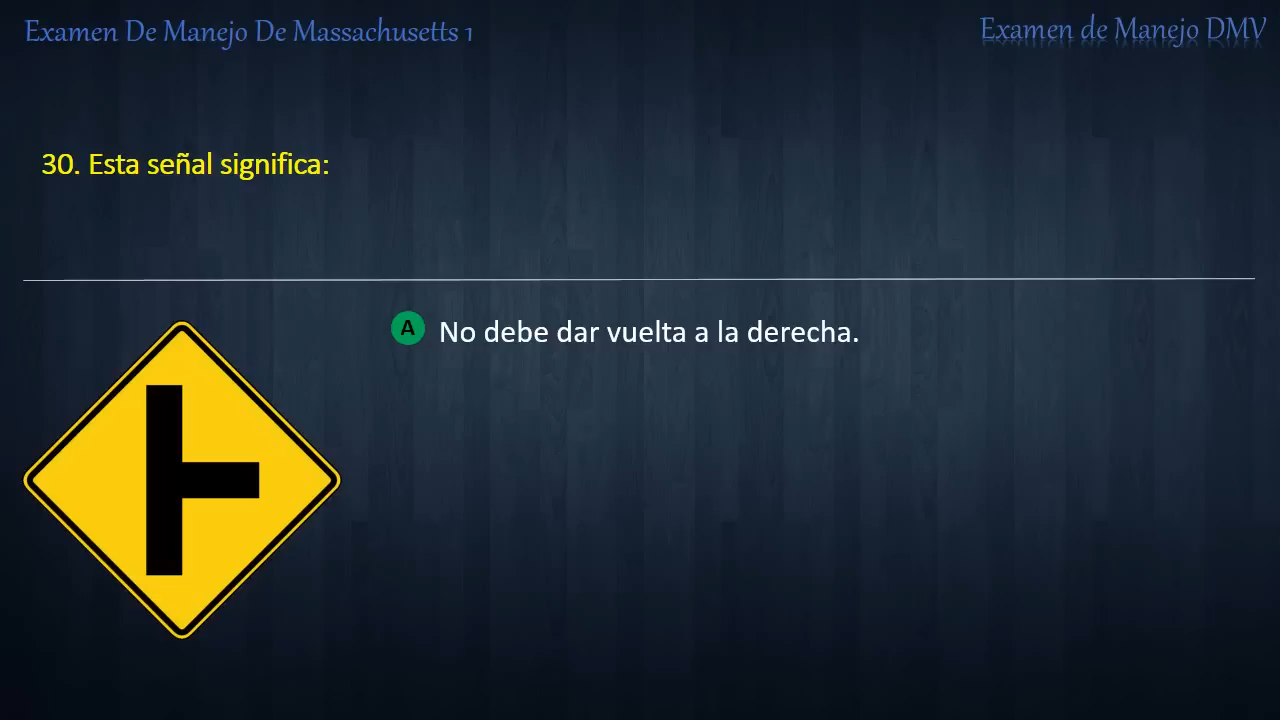 Examen De Manejo De Massachusetts 1
Examen de Manejo DMV
30. Esta señal significa:
A No debe dar vuelta a la derecha.